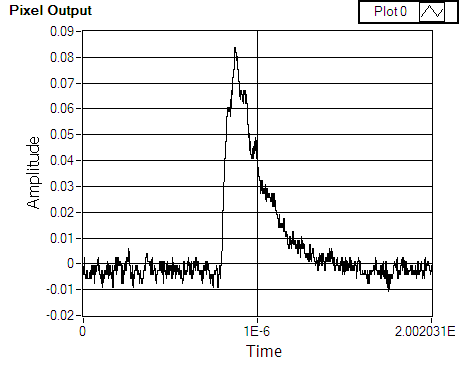 Pixel Output
Plot 0
0.09
0.08
0.07
0.06
0.05
0.04
0.03
0.02
0.01
0
-0.01
-0.02
Amplitude
0
1E-6
2.002031E
Time